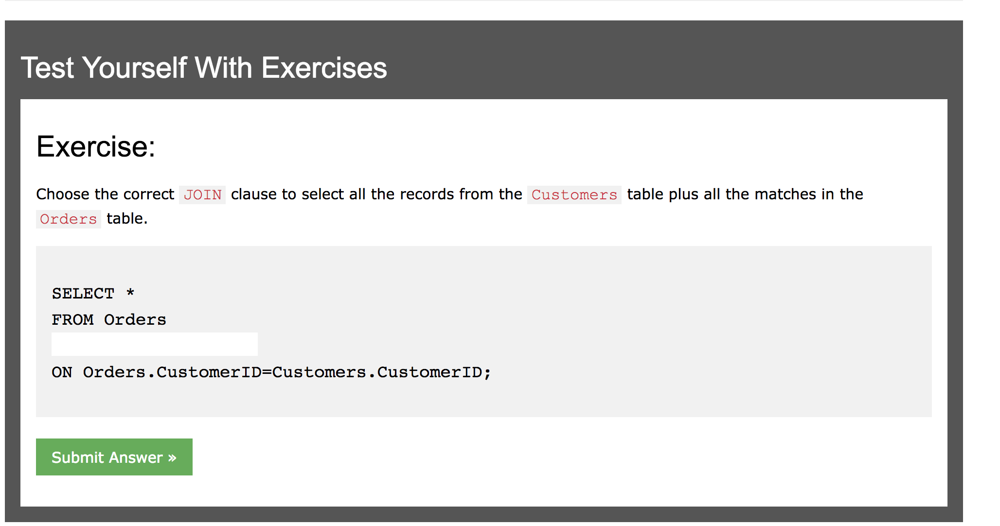 Test Yourself With Exercises
Exercise:
Choose the correct JOIN clause to select all the records from the Customers table plus all the matches in the
Orders table.
SELECT *
FROM Orders
ON Orders.CustomerID=Customers.CustomerID;
Submit Answer »